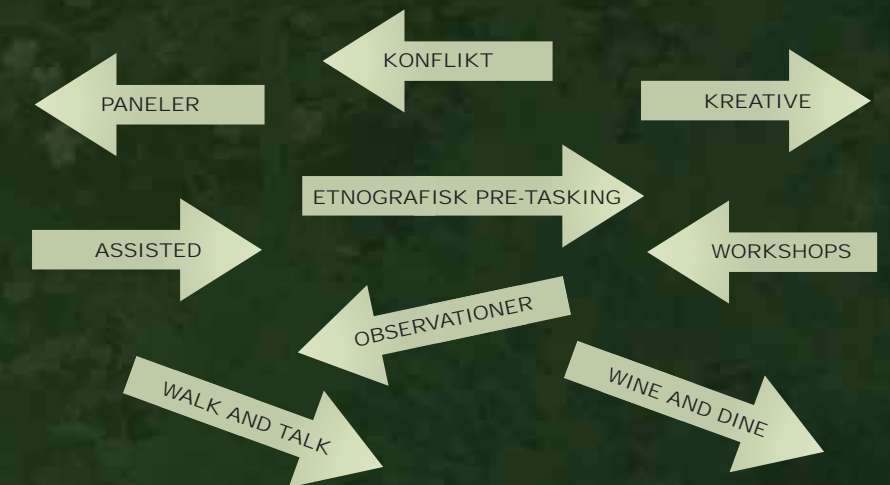 KONFLIKT
PANELER
KREATIVE
ETNOGRAFISK PRE-TASKING
ASSISTED
WORKSHOPS
OBSERVATIONER
WALK AND TALK
WINE AND DINE